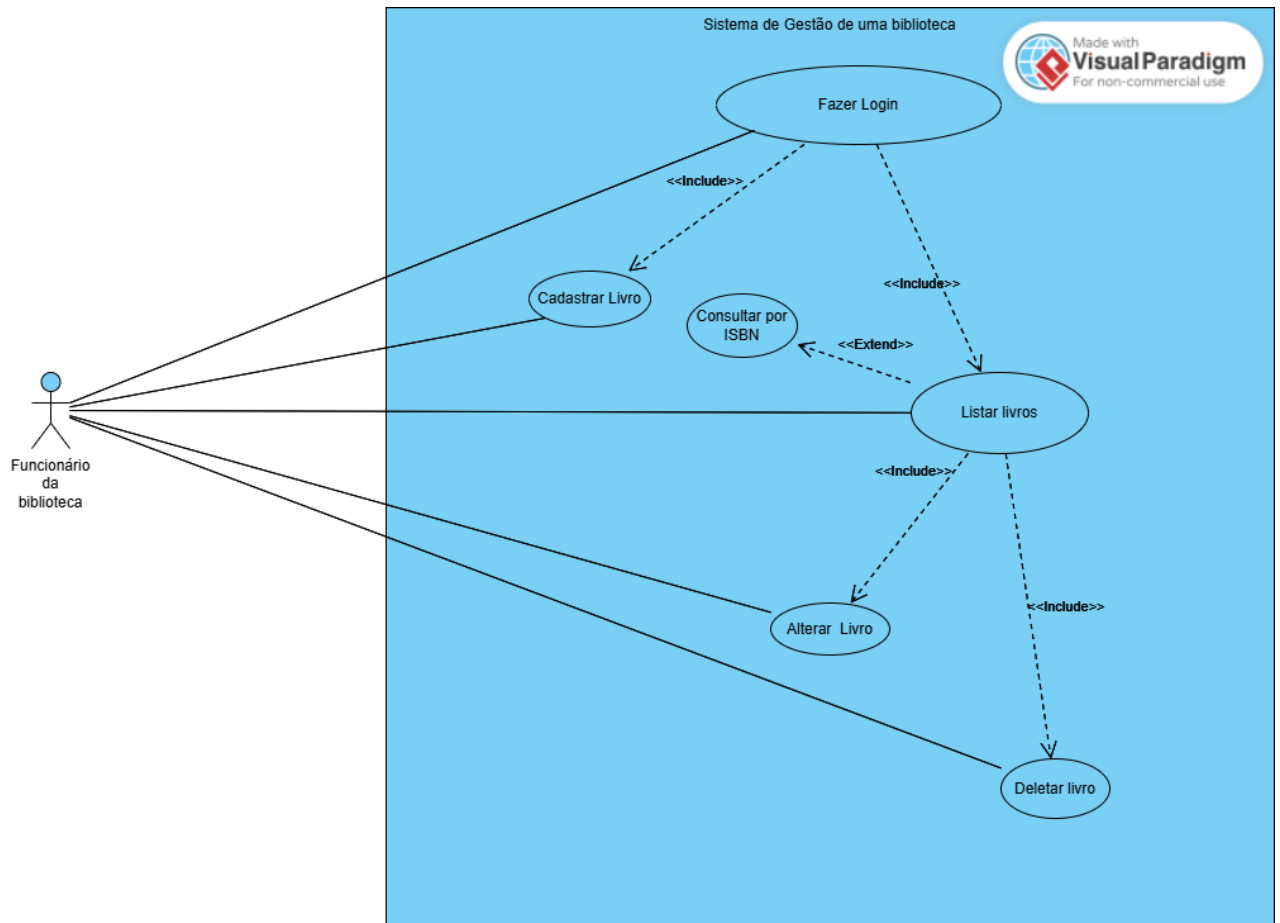 Sistema de Gestão de uma biblioteca
Made with
Visual Paradigm
For non-commercial use
Fazer Login
<<Include>>
Cadastrar Livro
<<Include>>
Consultar por
ISBN
<<Extend>>
Listar livros
Funcionário
da
biblioteca
<<Include>>
<<Include>>
Alterar  Livro
Deletar livro